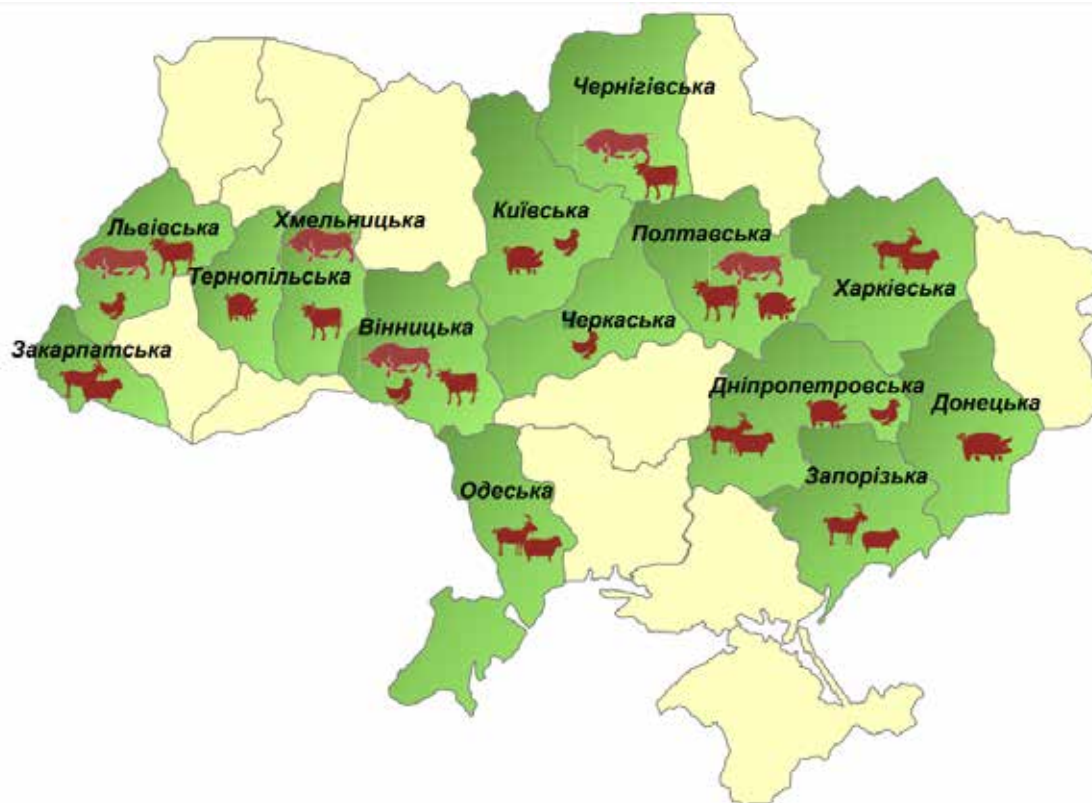 Чернігівська
Львівська
Хмельницька
Київська
Полтавська
Тернопільська
Харківська
Вінницька
Черкаська
Закарпатська
Дніпропетровська
Донецька
Запорізька
Одеська